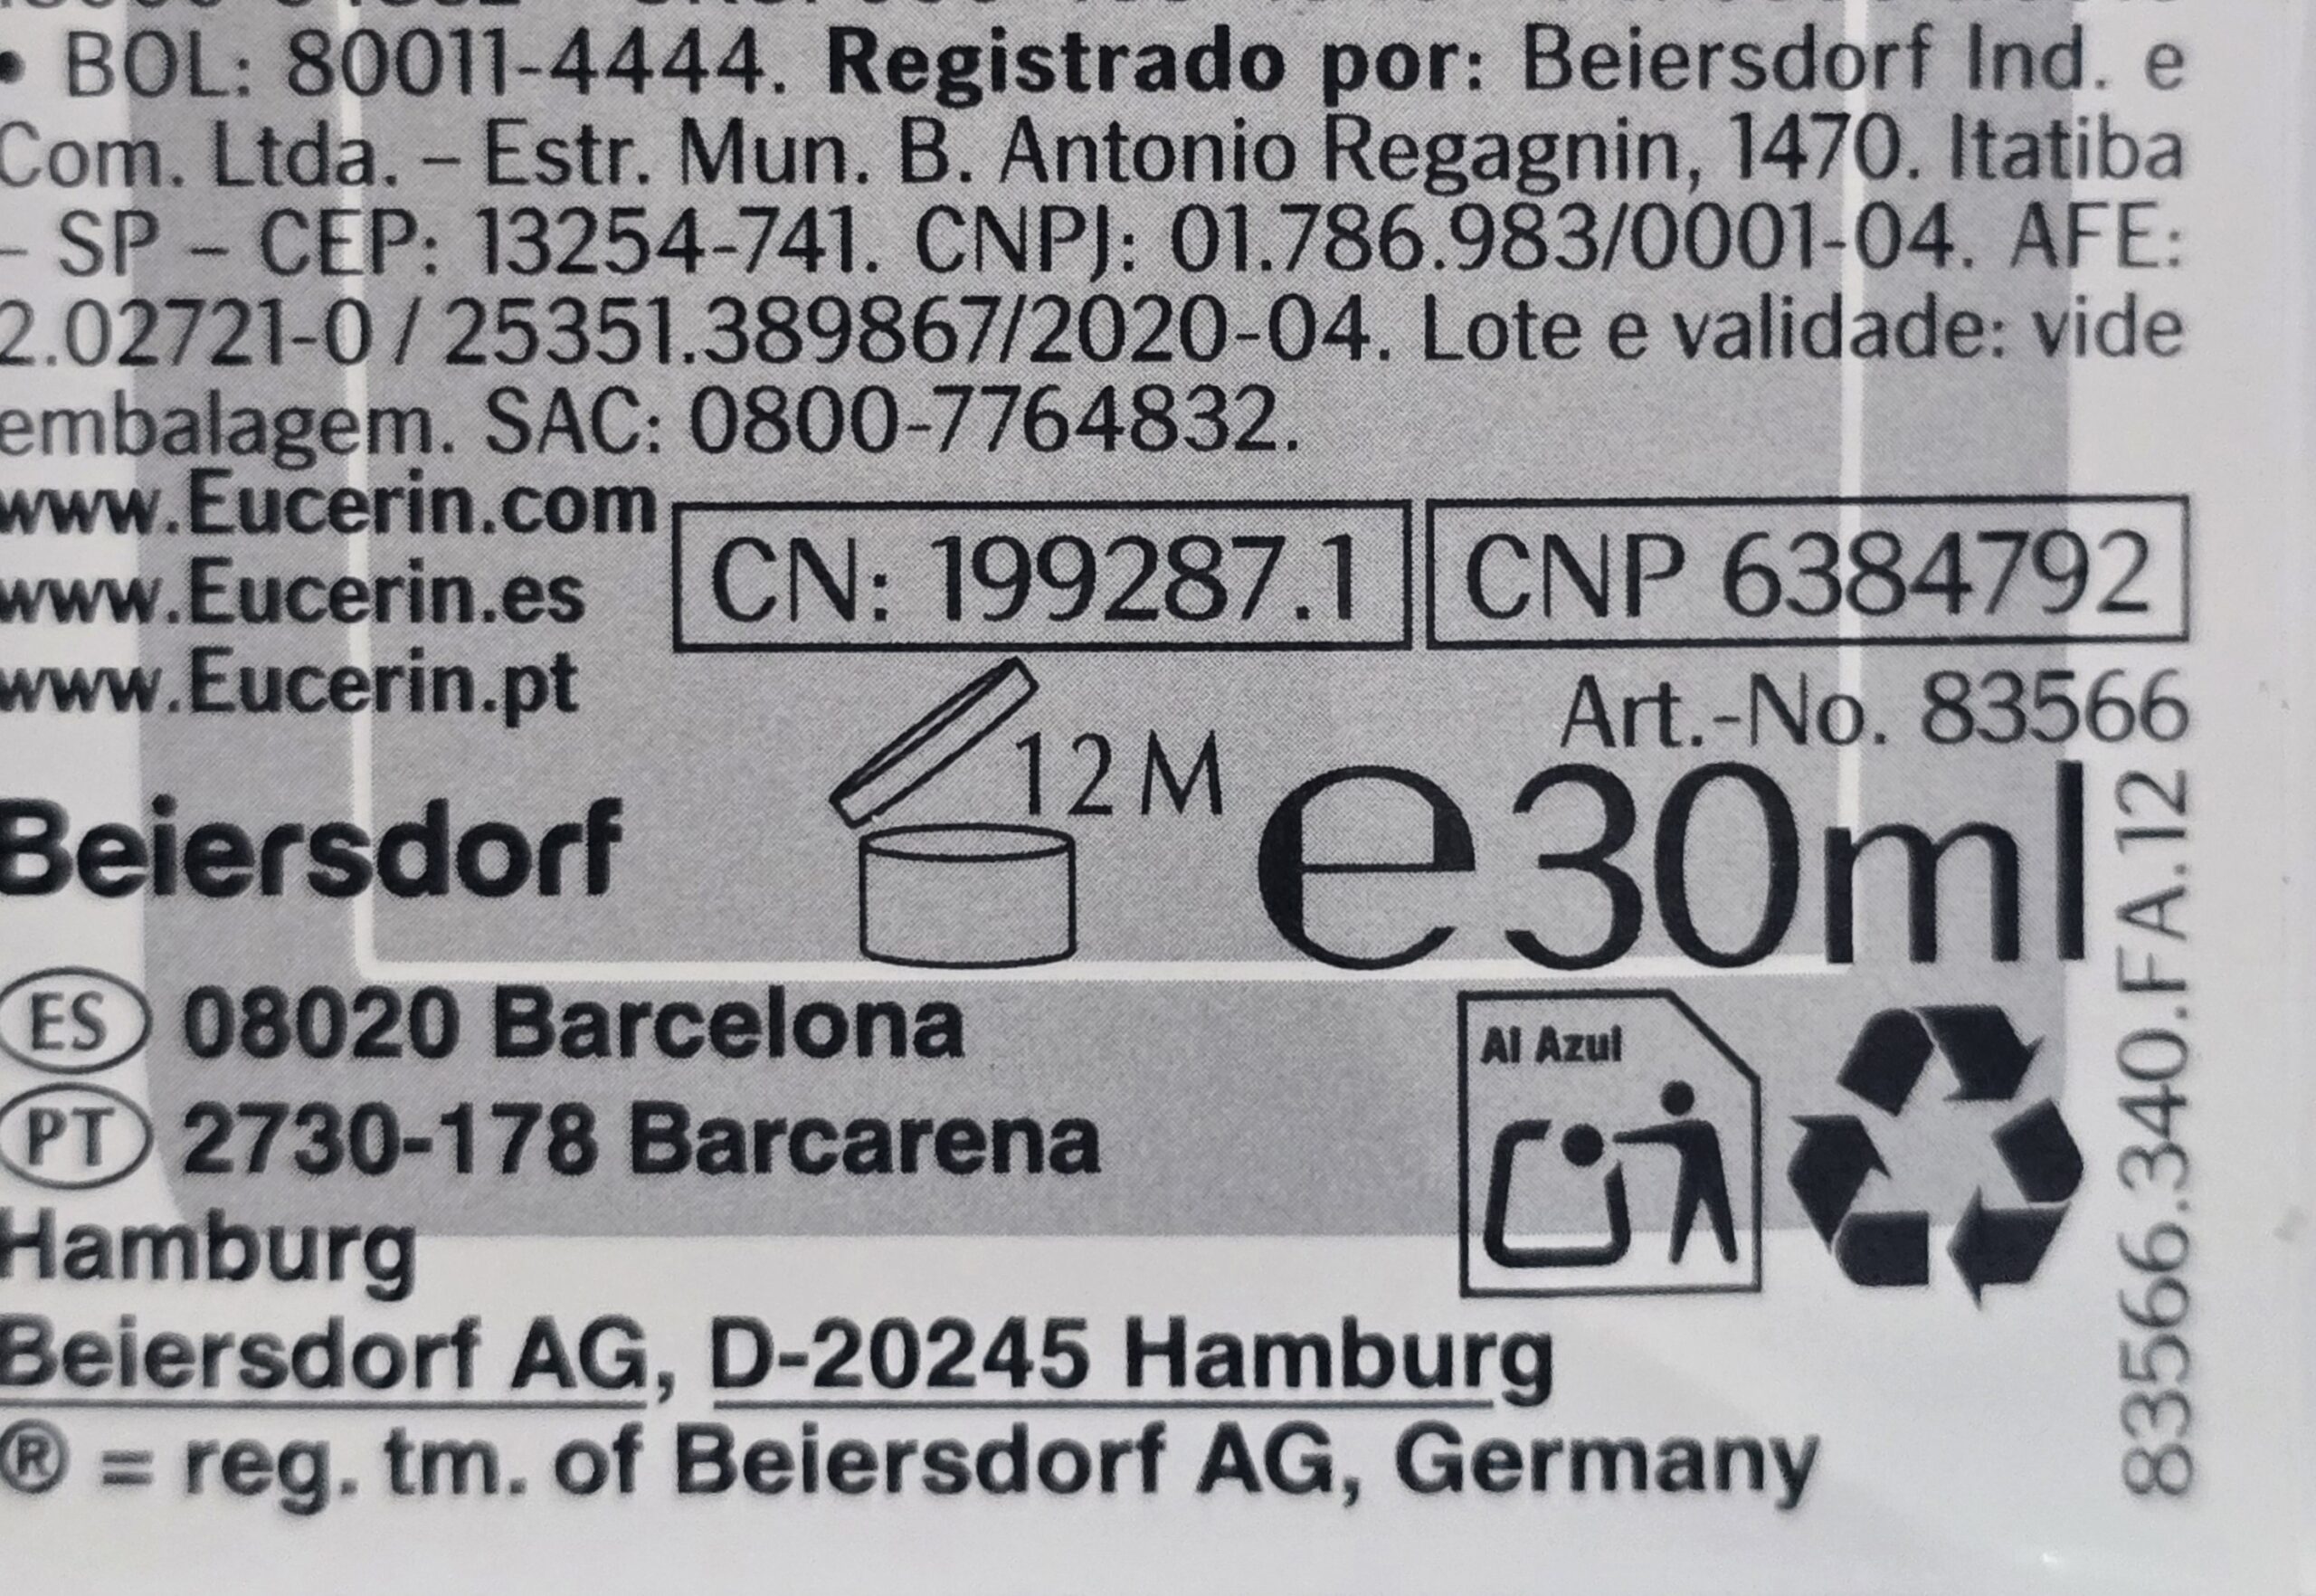 • BOL: 80011-4444. Registrado por: Beiersdorf Ind. e
Com. Ltda. – Estr. Mun. B. Antonio Regagnin, 1470. Itatiba
– SP – CEP: 13254-741. CNPJ: 01.786.983/0001-04. AFE:
2.02721-0 / 25351.389867/2020-04. Lote e validade: vide
embalagem. SAC: 0800-7764832.
www.Eucerin.com
www.Eucerin.es
www.Eucerin.pt
CN: 199287.1
CNP 6384792
Art.-No. 83566
Beiersdorf
12 M
e 30ml
ES 08020 Barcelona
PT 2730-178 Barcarena
Al Azul
Hamburg
Beiersdorf AG, D-20245 Hamburg
® = reg. tm. of Beiersdorf AG, Germany
83566.340.FA.12